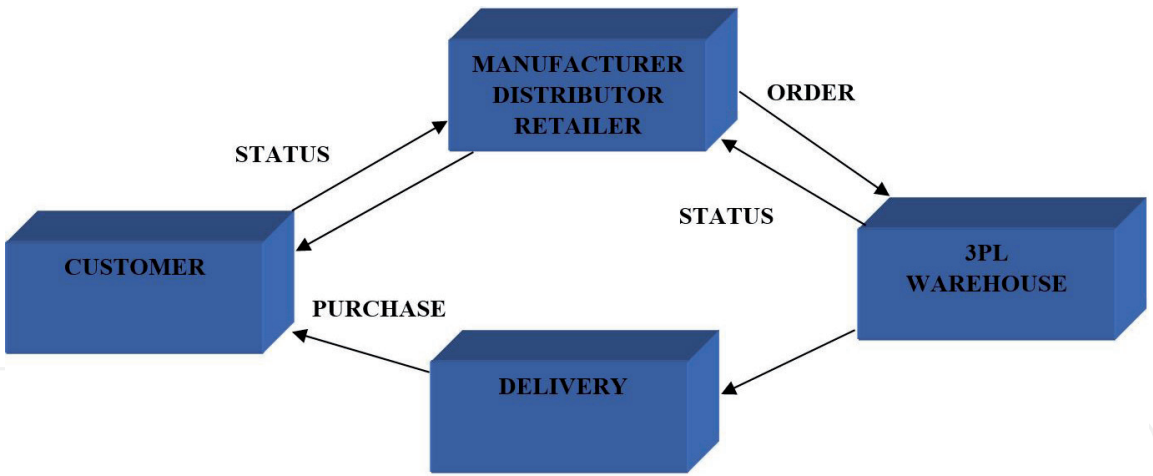 MANUFACTURER
DISTRIBUTOR
RETAILER
ORDER
STATUS
STATUS
CUSTOMER
3PL
WAREHOUSE
PURCHASE
DELIVERY